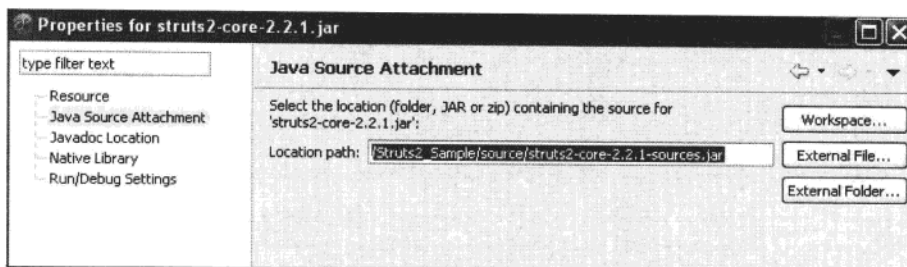 Properties for struts2-core-2.2.1.jar
type filter text
Resource
Java Source Attachment
Javadoc Location
Native Library
Run/Debug Settings
Java Source Attachment
Select the location (folder, JAR or zip) containing the source for
'struts2-core-2.2.1.jar':
Location path: /Struts2_Sample/source/struts2-core-2.2.1-sources.jar
Workspace...
External File...
External Folder...